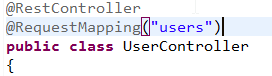 @RestController
@RequestMapping("users")
public class UserController
{